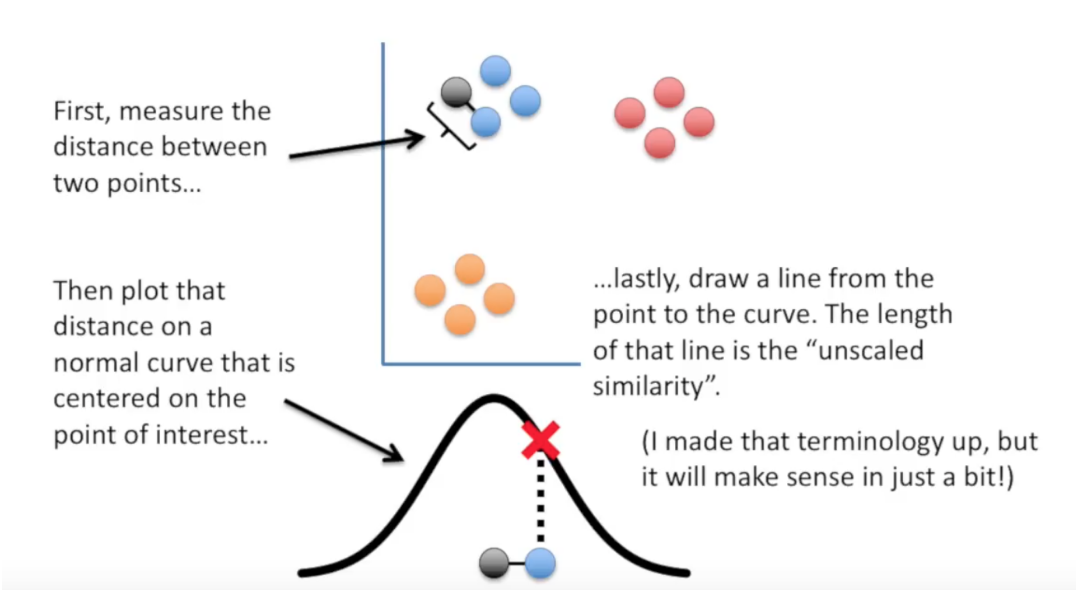 First, measure the
distance between
two points...
Then plot that
distance on a
normal curve that is
centered on the
point of interest...
...lastly, draw a line from the
point to the curve. The length
of that line is the “unscaled
similarity”.
(I made that terminology up, but
it will make sense in just a bit!)